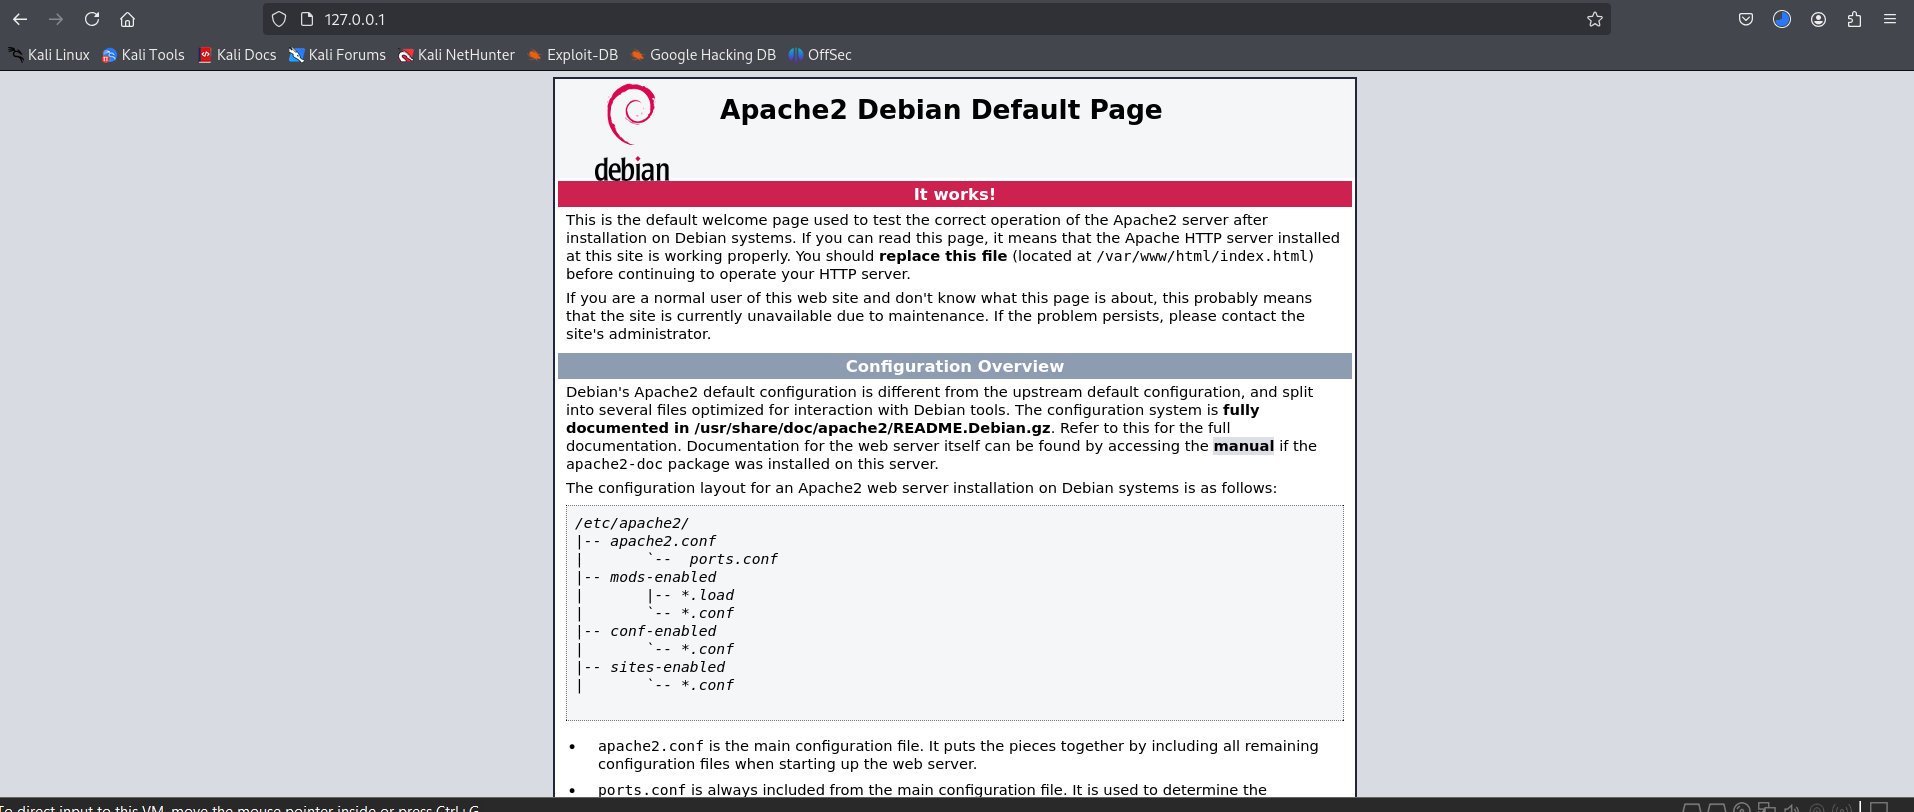 127.0.0.1
Kali Linux Kali Tools Kali Docs Kali Forums Kali NetHunter Exploit-DB Google Hacking DB OffSec
debian
Apache2 Debian Default Page
It works!
This is the default welcome page used to test the correct operation of the Apache2 server after
installation on Debian systems. If you can read this page, it means that the Apache HTTP server installed
at this site is working properly. You should replace this file (located at /var/www/html/index.html)
before continuing to operate your HTTP server.
If you are a normal user of this web site and don't know what this page is about, this probably means
that the site is currently unavailable due to maintenance. If the problem persists, please contact the
site's administrator.
Configuration Overview
Debian's Apache2 default configuration is different from the upstream default configuration, and split
into several files optimized for interaction with Debian tools. The configuration system is fully
documented in /usr/share/doc/apache2/README.Debian.gz. Refer to this for the full
documentation. Documentation for the web server itself can be found by accessing the manual if the
apache2-doc package was installed on this server.
The configuration layout for an Apache2 web server installation on Debian systems is as follows:
/etc/apache2/
|-- apache2.conf
|       `--  ports.conf
|-- mods-enabled
|       |-- *.load
|       `-- *.conf
|-- conf-enabled
|       `-- *.conf
|-- sites-enabled
|       `-- *.conf
• apache2.conf is the main configuration file. It puts the pieces together by including all remaining
configuration files when starting up the web server.
• ports.conf is always included from the main configuration file. It is used to determine the
To direct input to this VM, move the mouse pointer inside or press Ctrl+G.